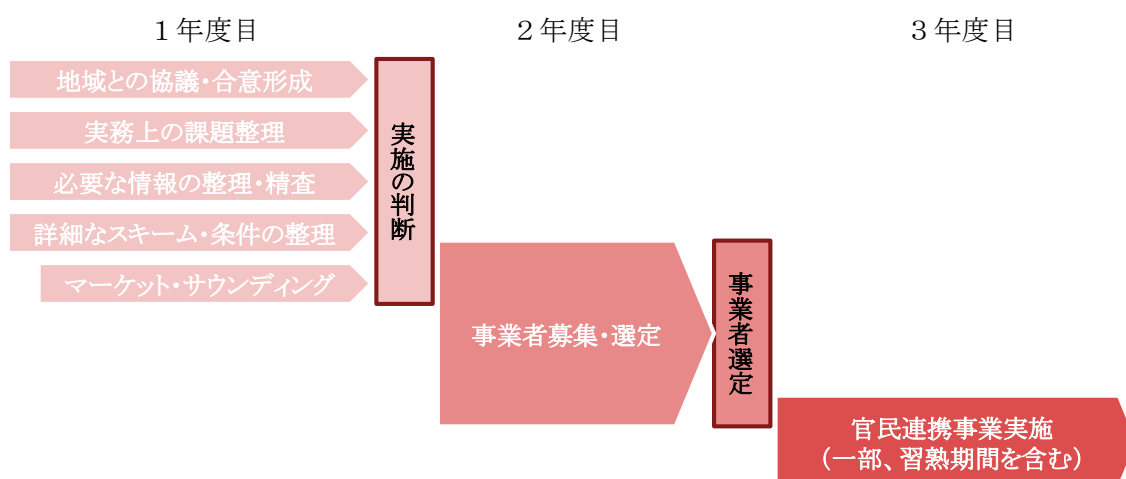 １年度目
２年度目
３年度目
地域との協議・合意形成
実務上の課題整理
必要な情報の整理・精査
詳細なスキーム・条件の整理
マーケット・サウンディング
実施の判断
事業者募集・選定
事業者選定
官民連携事業実施
（一部、習熟期間を含む）